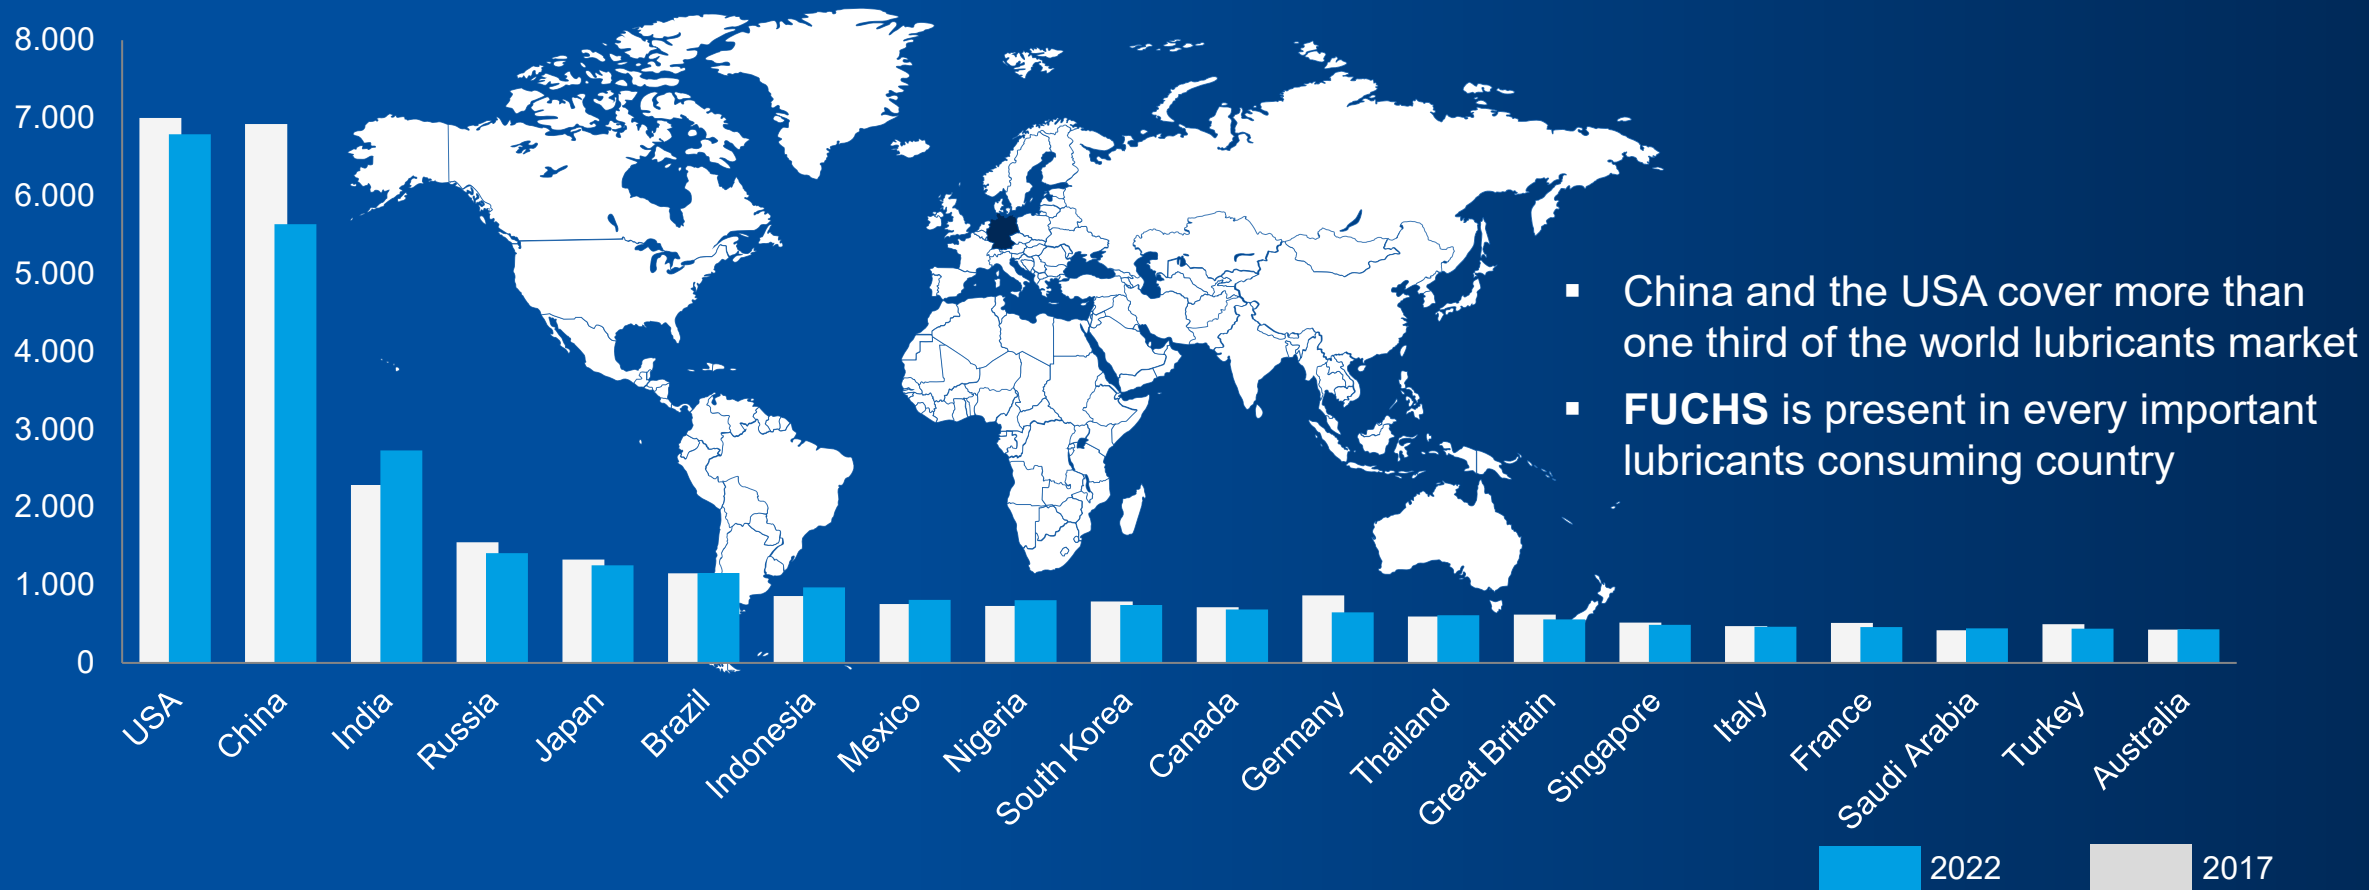 8.000
7.000
6.000
5.000
4.000
3.000
2.000
1.000
0
▪ China and the USA cover more than
one third of the world lubricants market
▪ FUCHS is present in every important
lubricants consuming country
USA
China
India
Russia
Japan
Brazil
Indonesia
Mexico
Nigeria
South Korea
Canada
Germany
Thailand
Great Britain
Singapore
Italy
France
Saudi Arabia
Turkey
Australia
2022
2017